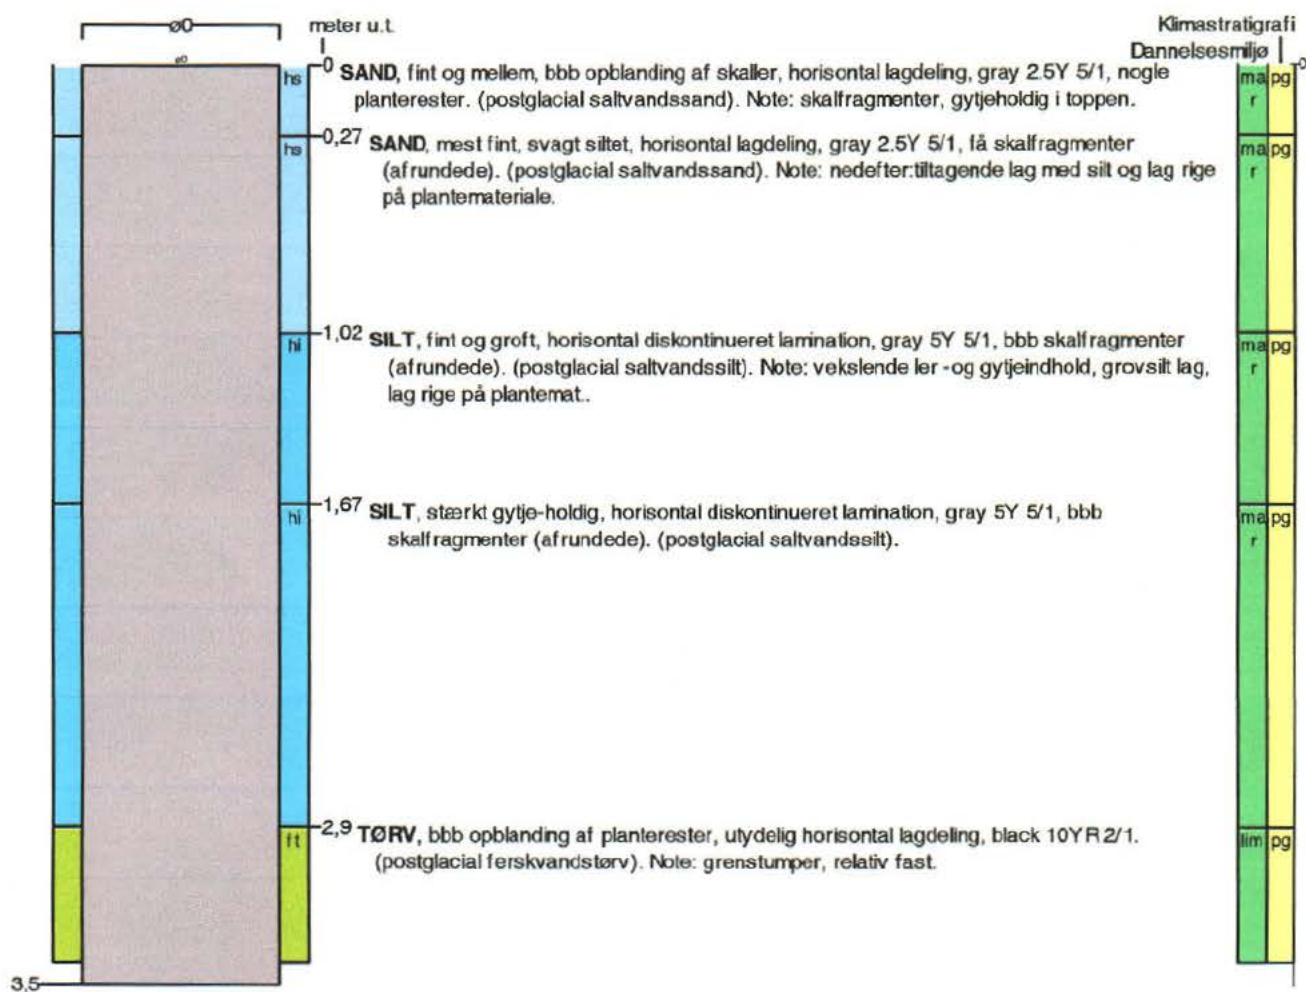 ø0 meter u.t. Klimastratigrafi
Dannelsesmiljø
ø0
hs 0 SAND, fint og mellem, bbb opblanding af skaller, horisontal lagdeling, gray 2.5Y 5/1, nogle mar pg 0
planterester. (postglacial saltvandssand). Note: skalfragmenter, gytjeholdig i toppen.
hs 0,27 SAND, mest fint, svagt siltet, horisontal lagdeling, gray 2.5Y 5/1, få skalfragmenter mar pg
(afrundede). (postglacial saltvandssand). Note: nedefter:tiltagende lag med silt og lag rige
på plantemateriale.
hi 1,02 SILT, fint og groft, horisontal diskontinueret lamination, gray 5Y 5/1, bbb skalfragmenter mar pg
(afrundede). (postglacial saltvandssilt). Note: vekslende ler -og gytjeindhold, grovsilt lag,
lag rige på plantemat..
hi 1,67 SILT, stærkt gytje-holdig, horisontal diskontinueret lamination, gray 5Y 5/1, bbb mar pg
skalfragmenter (afrundede). (postglacial saltvandssilt).
ft 2,9 TØRV, bbb opblanding af planterester, utydelig horisontal lagdeling, black 10YR 2/1. lim pg
(postglacial ferskvandstørv). Note: grenstumper, relativ fast.
3,5